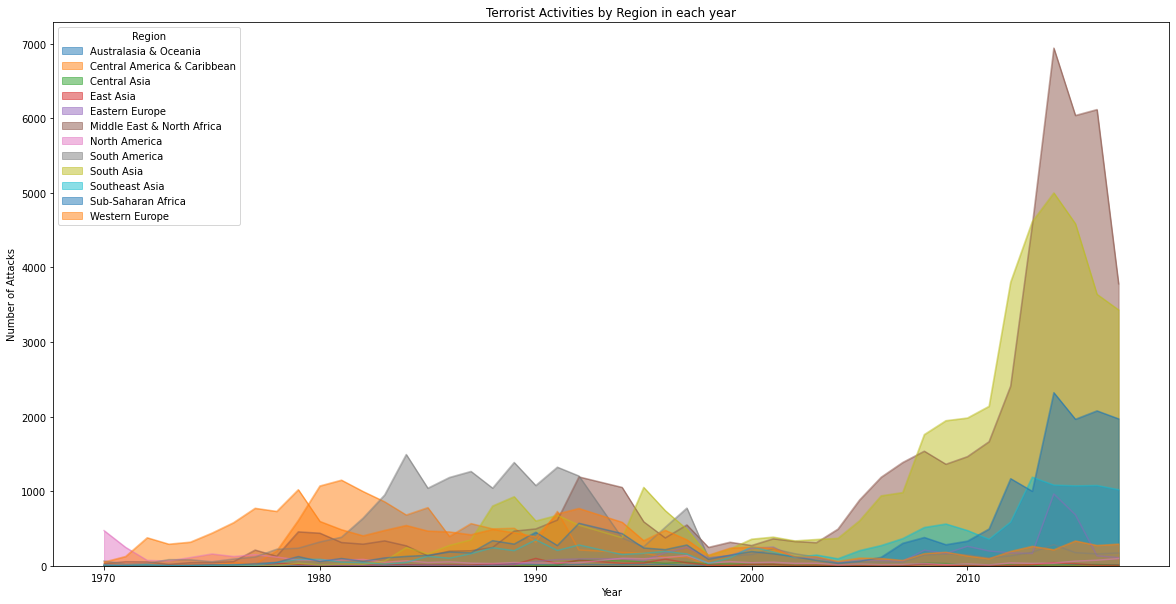 Terrorist Activities by Region in each year
Region
Australasia & Oceania
Central America & Caribbean
Central Asia
East Asia
Eastern Europe
Middle East & North Africa
North America
South America
South Asia
Southeast Asia
Sub-Saharan Africa
Western Europe
Number of Attacks
7000
6000
5000
4000
3000
2000
1000
0
1970
1980
1990
2000
2010
Year